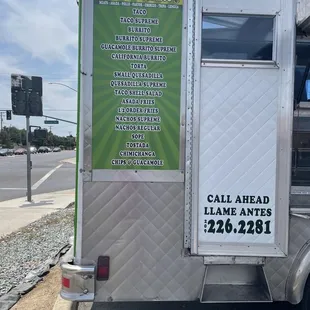 TACO
TACO SUPREME
BURRITO
BURRITO SUPREME
GUACAMOLE BURRITO SUPREME
CALIFORNIA BURRITO
TORTA
SMALL QUESADILLA
QUESADILLA SUPREME
TACO SHELL SALAD
ASADA FRIES
1/2 ORDER FRIES
NACHOS SUPREME
NACHOS REGULAR
SOPE
TOSTADA
CHIMICHANGA
CHIPS & GUACAMOLE
CALL AHEAD
LLAME ANTES
226.2281